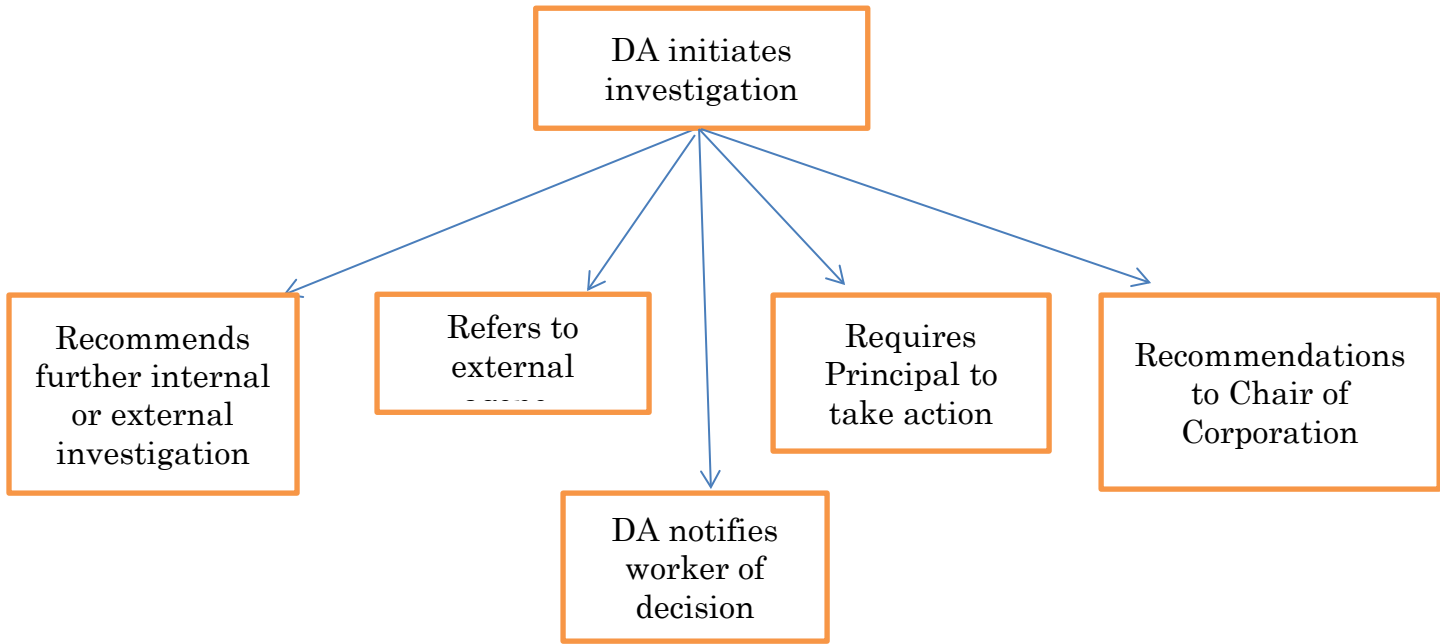 DA initiates
investigation
Recommends
further internal
or external
investigation
Refers to
external
Requires
Principal to
take action
Recommendations
to Chair of
Corporation
DA notifies
worker of
decision